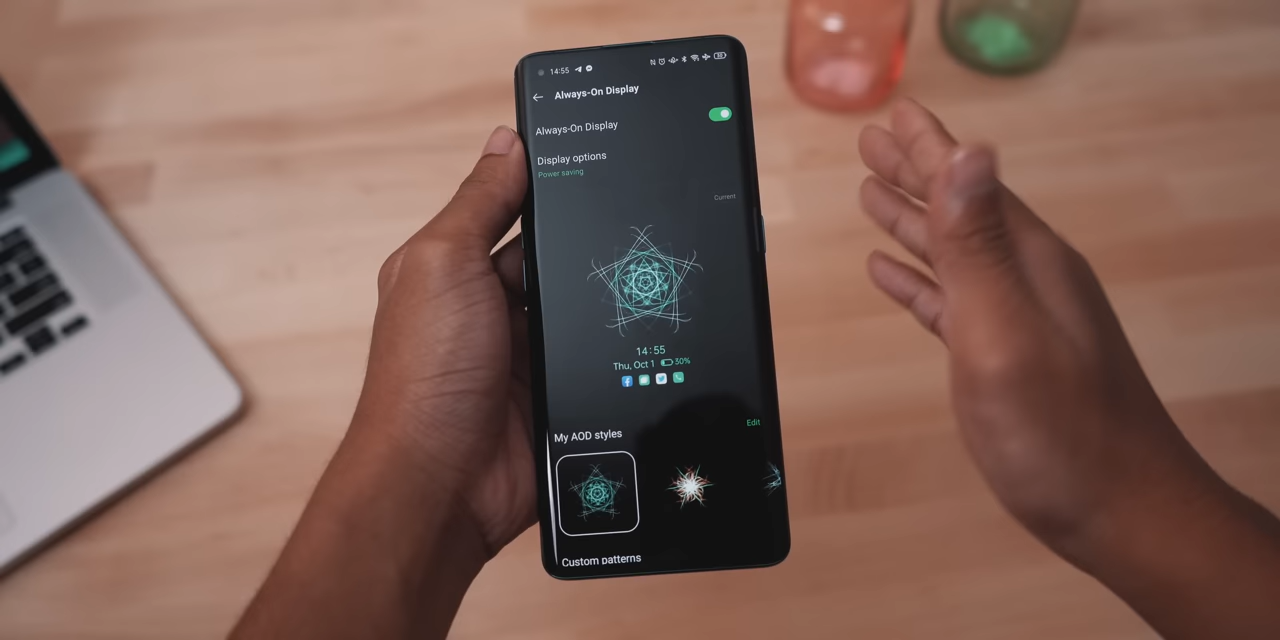 14:55
Always-On Display
Always-On Display
Display options
Power saving
Current
14:55
Thu, Oct 1 30%
My AOD styles
Edit
Custom patterns